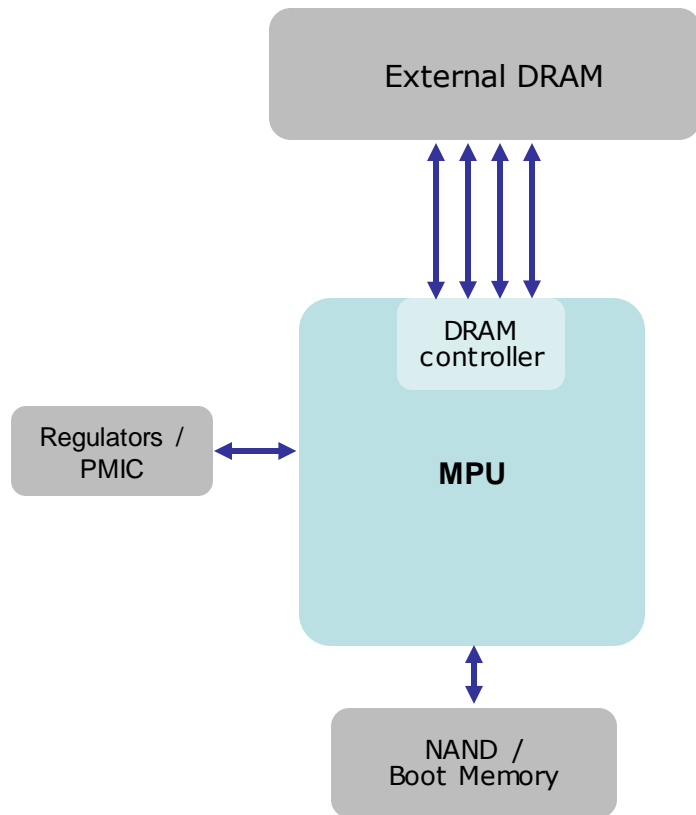 External DRAM
DRAM
controller
Regulators /
PMIC
MPU
NAND /
Boot Memory